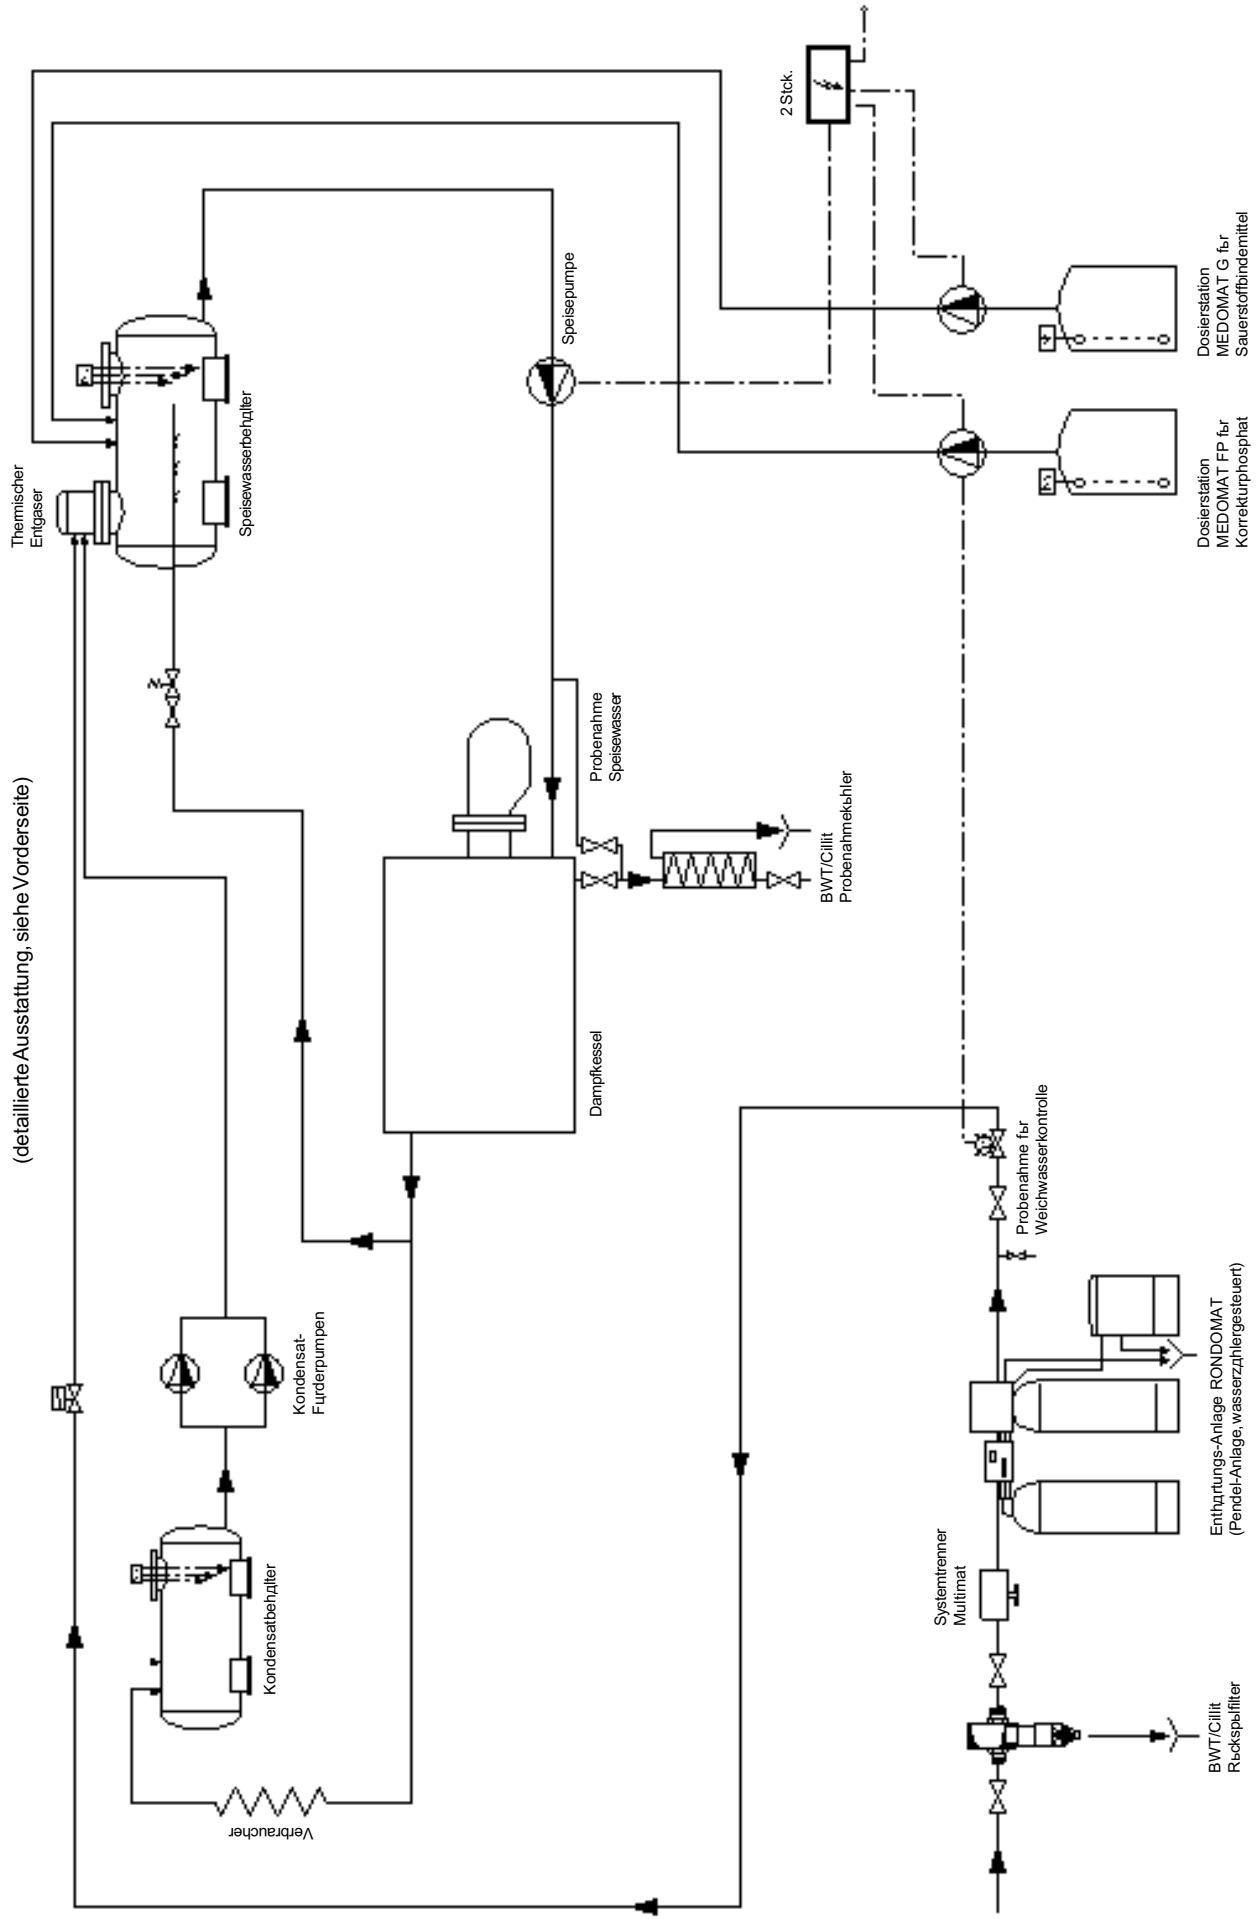 (detaillierte Ausstattung, siehe Vorderseite)
Thermischer
Entgaser
Speisewasserbehдlter
2 Stck.
Speisepumpe
Probenahme
Speisewasser
BWT/Cillit
Probenahmekьhler
Dampfkessel
Kondensat-
Fцrderpumpen
Kondensatbehдlter
Verbraucher
Dosierstation
MEDOMAT G fьr
Sauerstoffbindemittel
Dosierstation
MEDOMAT FP fьr
Korrekturphosphat
Probenahme fьr
Weichwasserkontrolle
Enthдrtungs-Anlage RONDOMAT
(Pendel-Anlage, wasserzдhlergesteuert)
Systemtrenner
Multimat
BWT/Cillit
Rьckspьlfilter